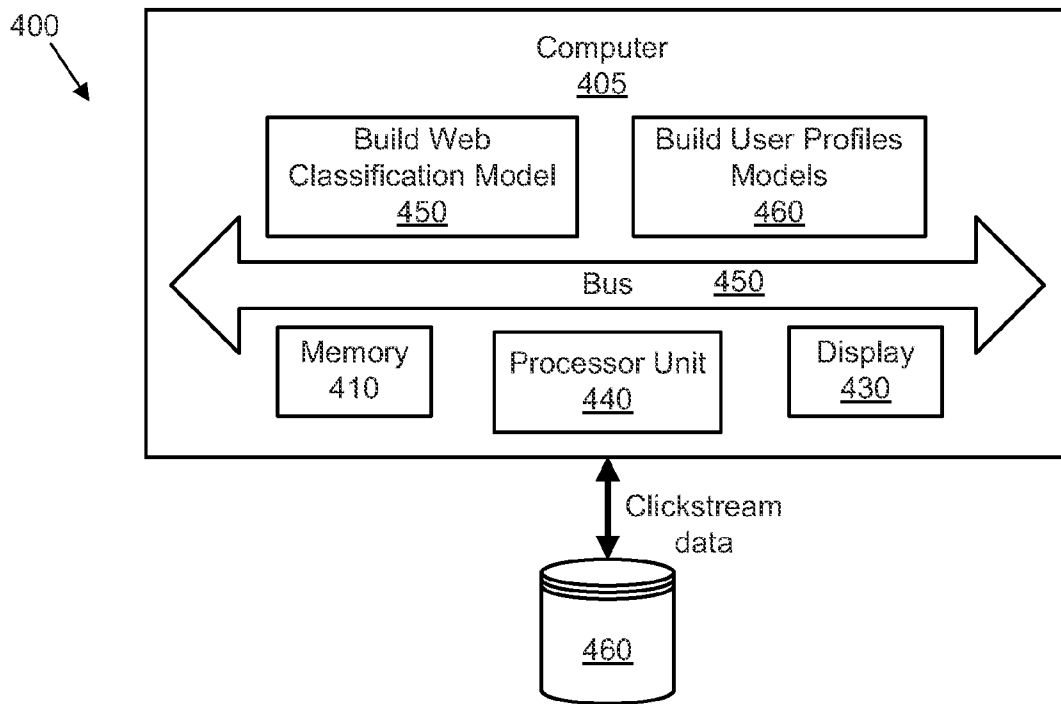 400
Computer
405
Build Web
Classification Model
450
Build User Profiles
Models
460
Bus 450
Memory
410
Processor Unit
440
Display
430
Clickstream
data
460